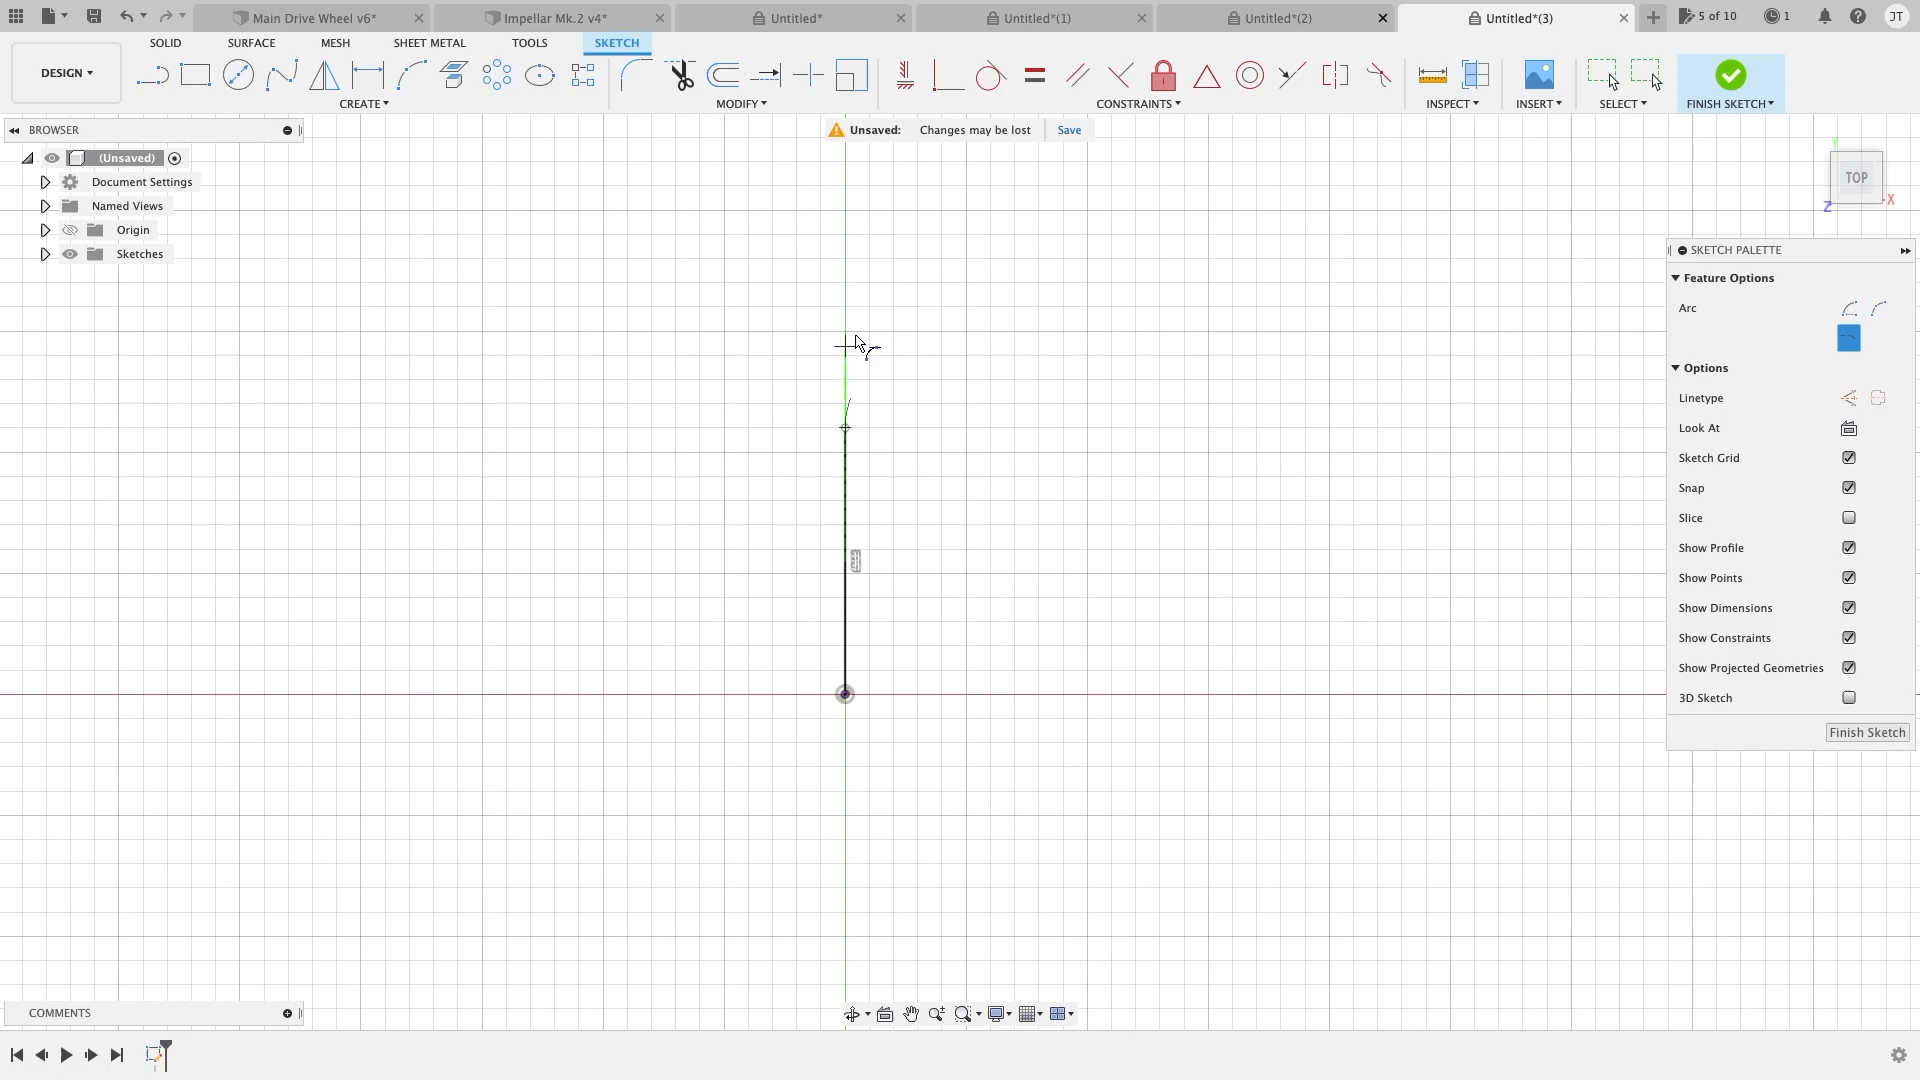 Main Drive Wheel v6*
Impellar Mk.2 v4*
Untitled*
Untitled*(1)
Untitled*(2)
Untitled*(3)
5 of 10
1
JT
DESIGN
SOLID
SURFACE
MESH
SHEET METAL
TOOLS
SKETCH
CREATE
MODIFY
CONSTRAINTS
INSPECT
INSERT
SELECT
FINISH SKETCH
BROWSER
Unsaved: Changes may be lost Save
(Unsaved)
Document Settings
Named Views
Origin
Sketches
Y
TOP
X
Z
SKETCH PALETTE
Feature Options
Arc
Options
Linetype
Look At
Sketch Grid
Snap
Slice
Show Profile
Show Points
Show Dimensions
Show Constraints
Show Projected Geometries
3D Sketch
Finish Sketch
COMMENTS